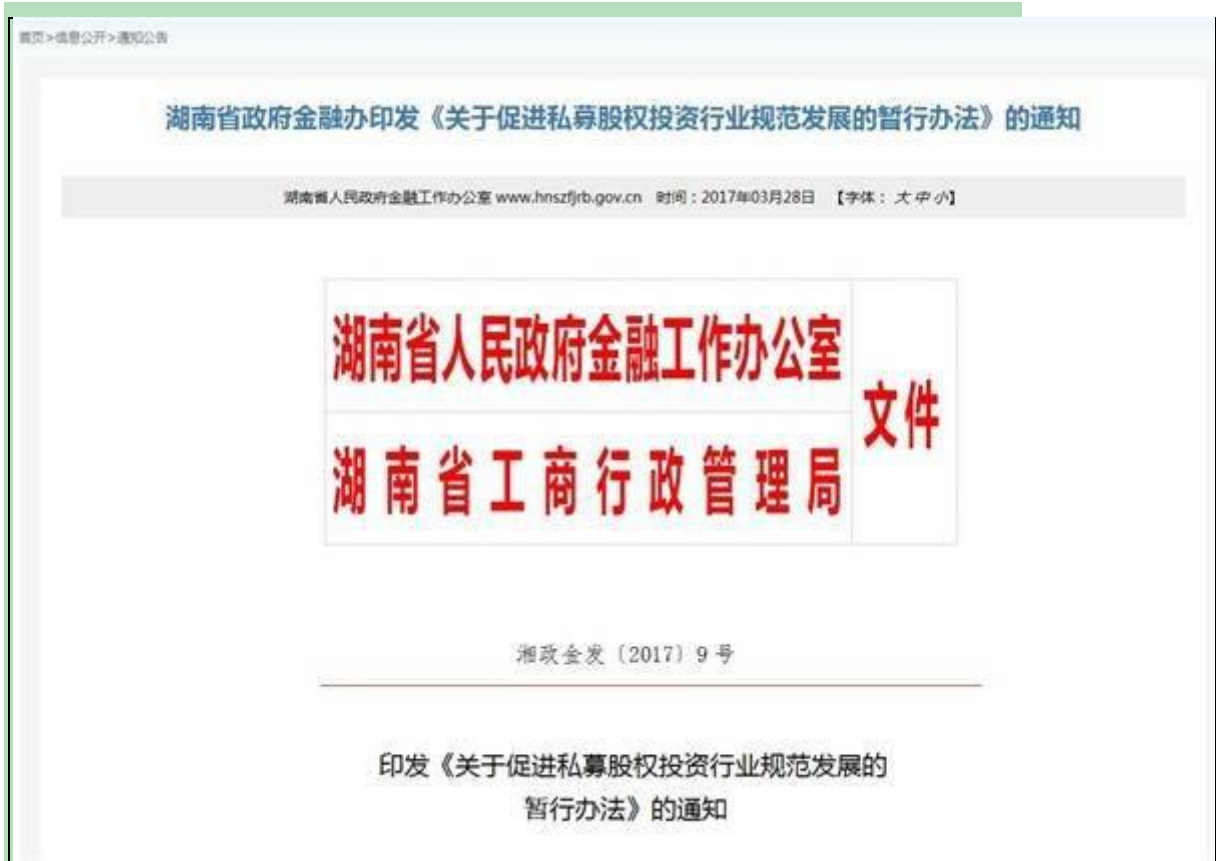 首页>信息公开>通知公告
湖南省政府金融办印发《关于促进私募股权投资行业规范发展的暂行办法》的通知
湖南省人民政府金融工作办公室 www.hnszfjrb.gov.cn 时间：2017年03月28日 【字体：大 中 小】
湖南省人民政府金融工作办公室
文件
湖南省工商行政管理局
湘政金发〔2017〕9号
印发《关于促进私募股权投资行业规范发展的
暂行办法》的通知